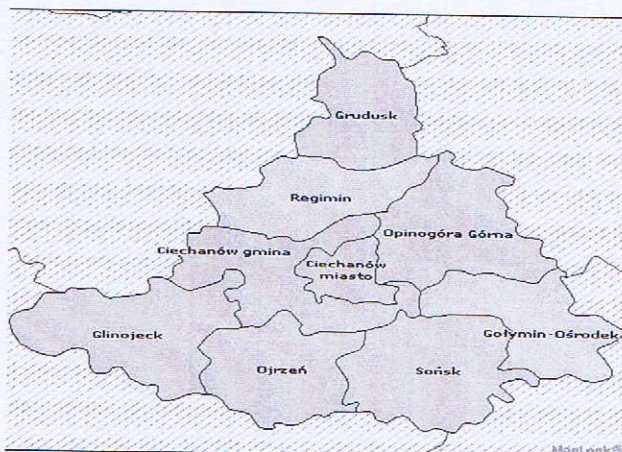 Grudusk
Regimin
Opinogóra Górna
Ciechanów gmina
Ciechanów
miasto
Glinojeck
Gołymin-Ośrodek
Ojrzeń
Sońsk